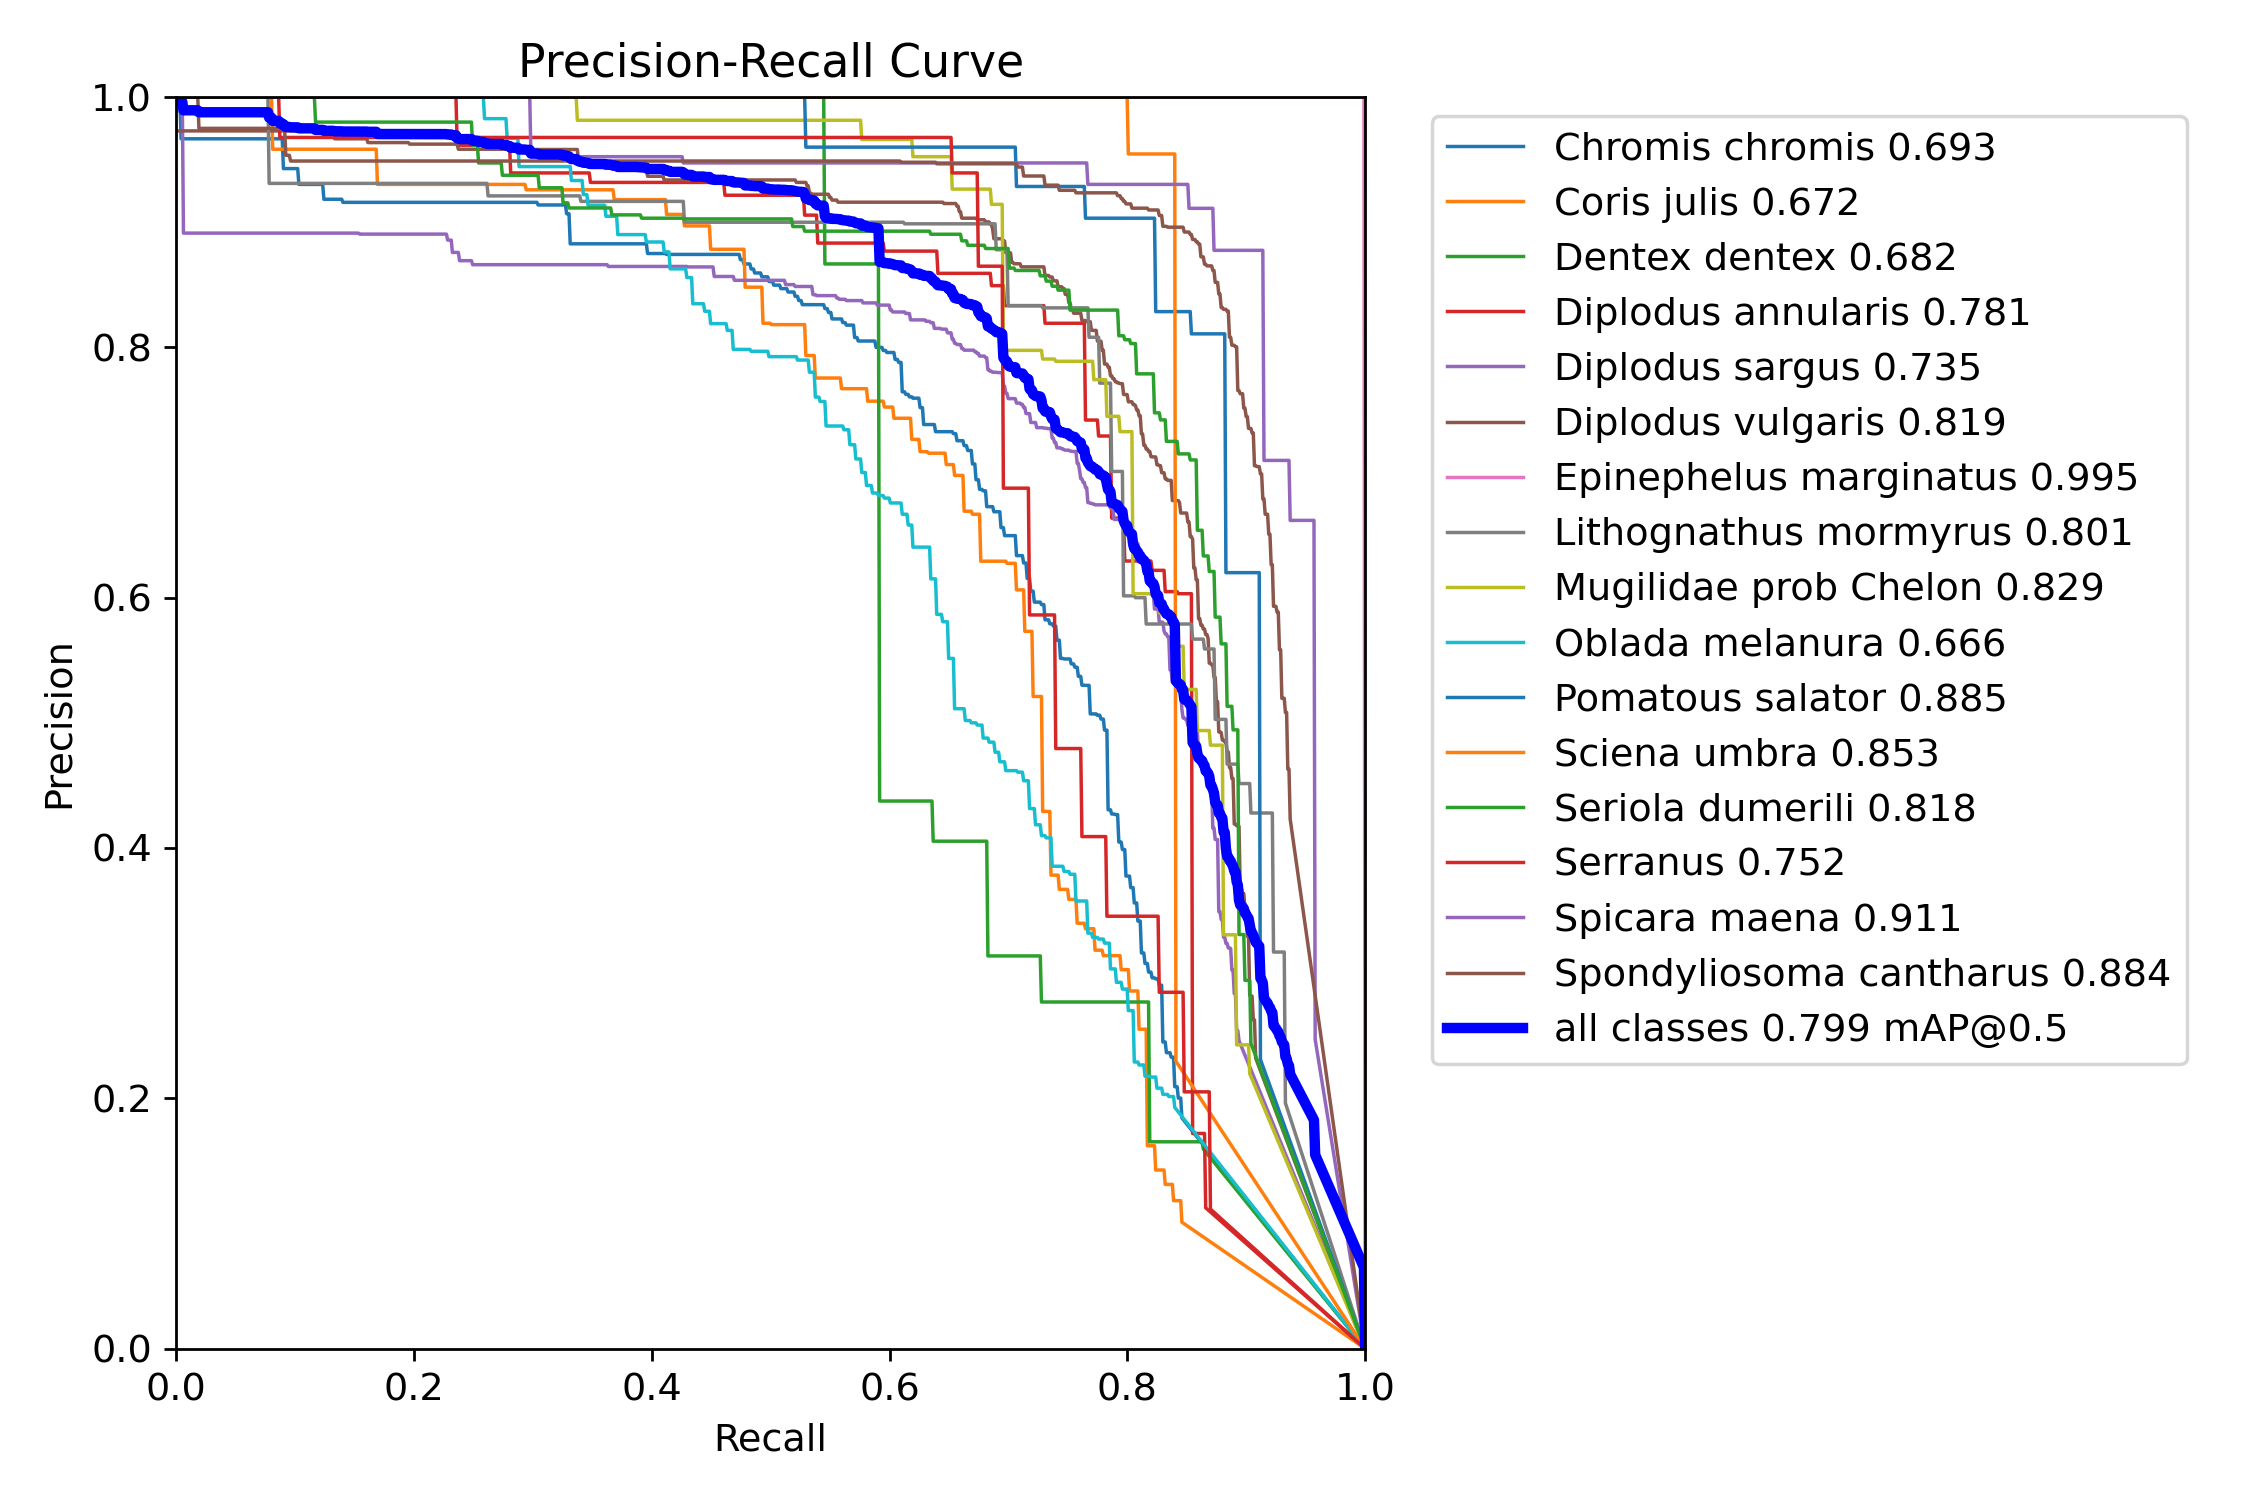 Precision-Recall Curve
1.0
0.8
0.6
0.4
0.2
0.0
Precision
0.0 0.2 0.4 0.6 0.8 1.0
Recall
Chromis chromis 0.693
Coris julis 0.672
Dentex dentex 0.682
Diplodus annularis 0.781
Diplodus sargus 0.735
Diplodus vulgaris 0.819
Epinephelus marginatus 0.995
Lithognathus mormyrus 0.801
Mugilidae prob Chelon 0.829
Oblada melanura 0.666
Pomatous salator 0.885
Sciena umbra 0.853
Seriola dumerili 0.818
Serranus 0.752
Spicara maena 0.911
Spondyliosoma cantharus 0.884
all classes 0.799 mAP@0.5